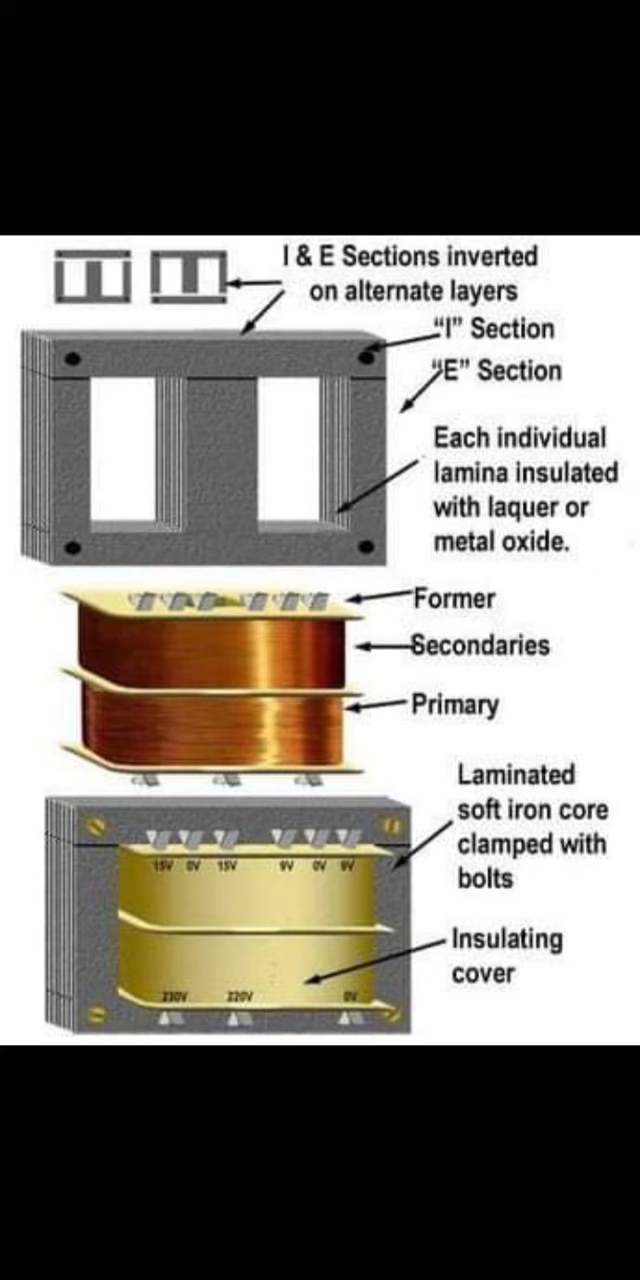 I & E Sections inverted
on alternate layers
“I” Section
“E” Section
Each individual
lamina insulated
with laquer or
metal oxide.
Former
Secondaries
Primary
Laminated
soft iron core
clamped with
bolts
15V 0V 15V 9V 0V 9V
Insulating
cover
230V 220V 0V